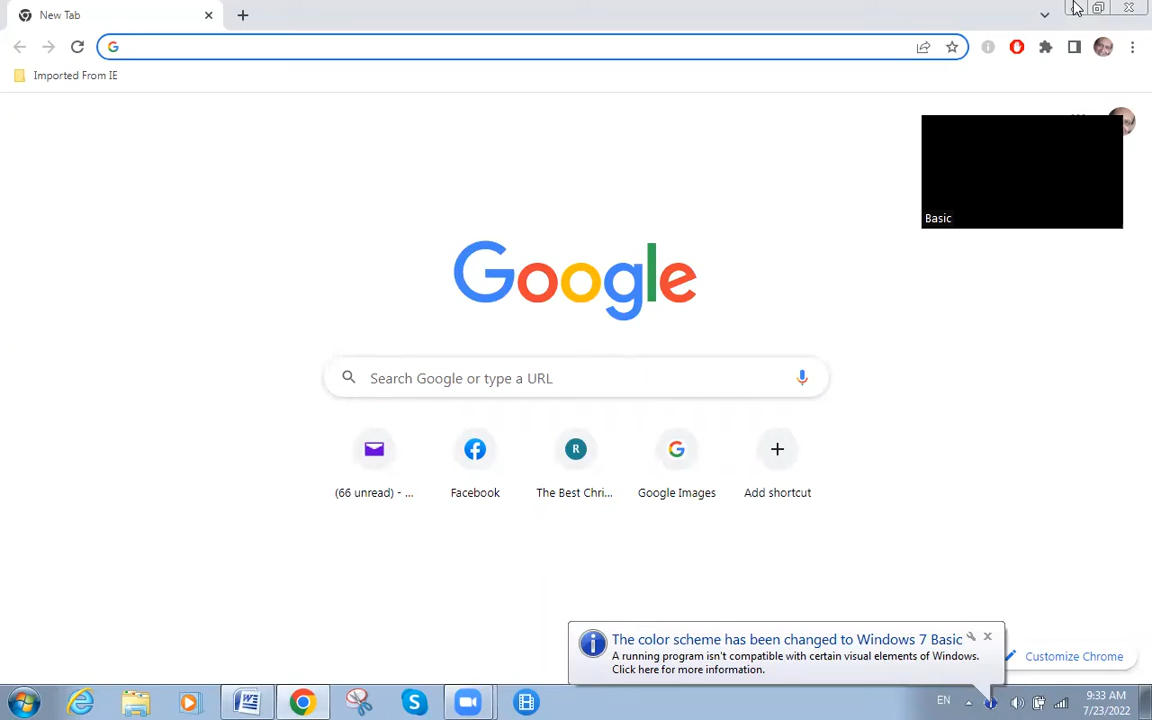 New Tab
Imported From IE
Basic
Google
Search Google or type a URL
(66 unread) - ...
Facebook
R
The Best Chri...
Google Images
Add shortcut
The color scheme has been changed to Windows 7 Basic
A running program isn't compatible with certain visual elements of Windows.
Click here for more information.
Customize Chrome
EN
9:33 AM
7/23/2022